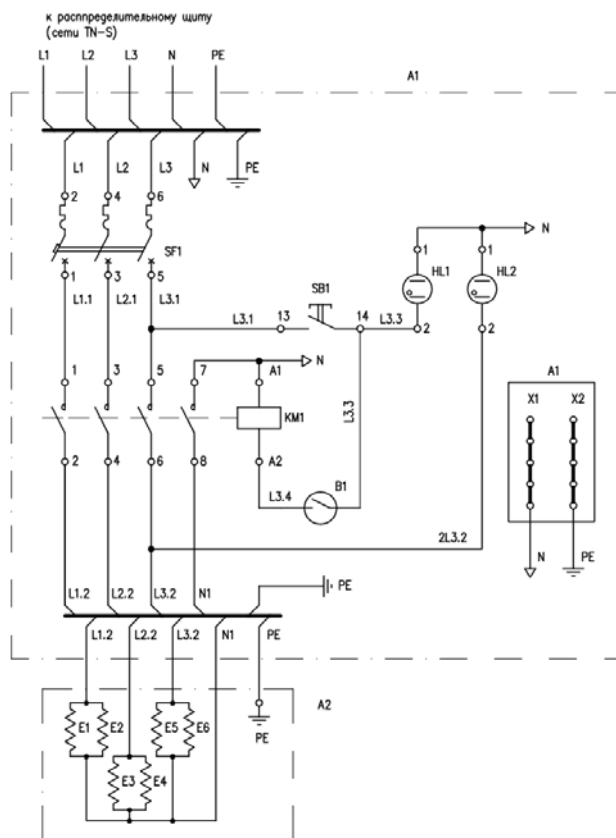 к расппределительному щиту
(сети TN-S)
L1 L2 L3 N PE
A1
L1 L2 L3 N PE
2 4 6
SF1
1 3 5
L1.1 L2.1 L3.1
1 1
HL1 HL2
N
SB1
L3.1 13 14 L3.3
2 2
1 3 5 7 A1 N
L3.3
KM1
A1
X1 X2
2 4 6 8 A2
L3.4 B1
2L3.2
N PE
L1.2 L2.2 L3.2 N1 PE
L1.2 L2.2 L3.2 N1 PE
A2
E1 E2 E5 E6
PE
E3 E4